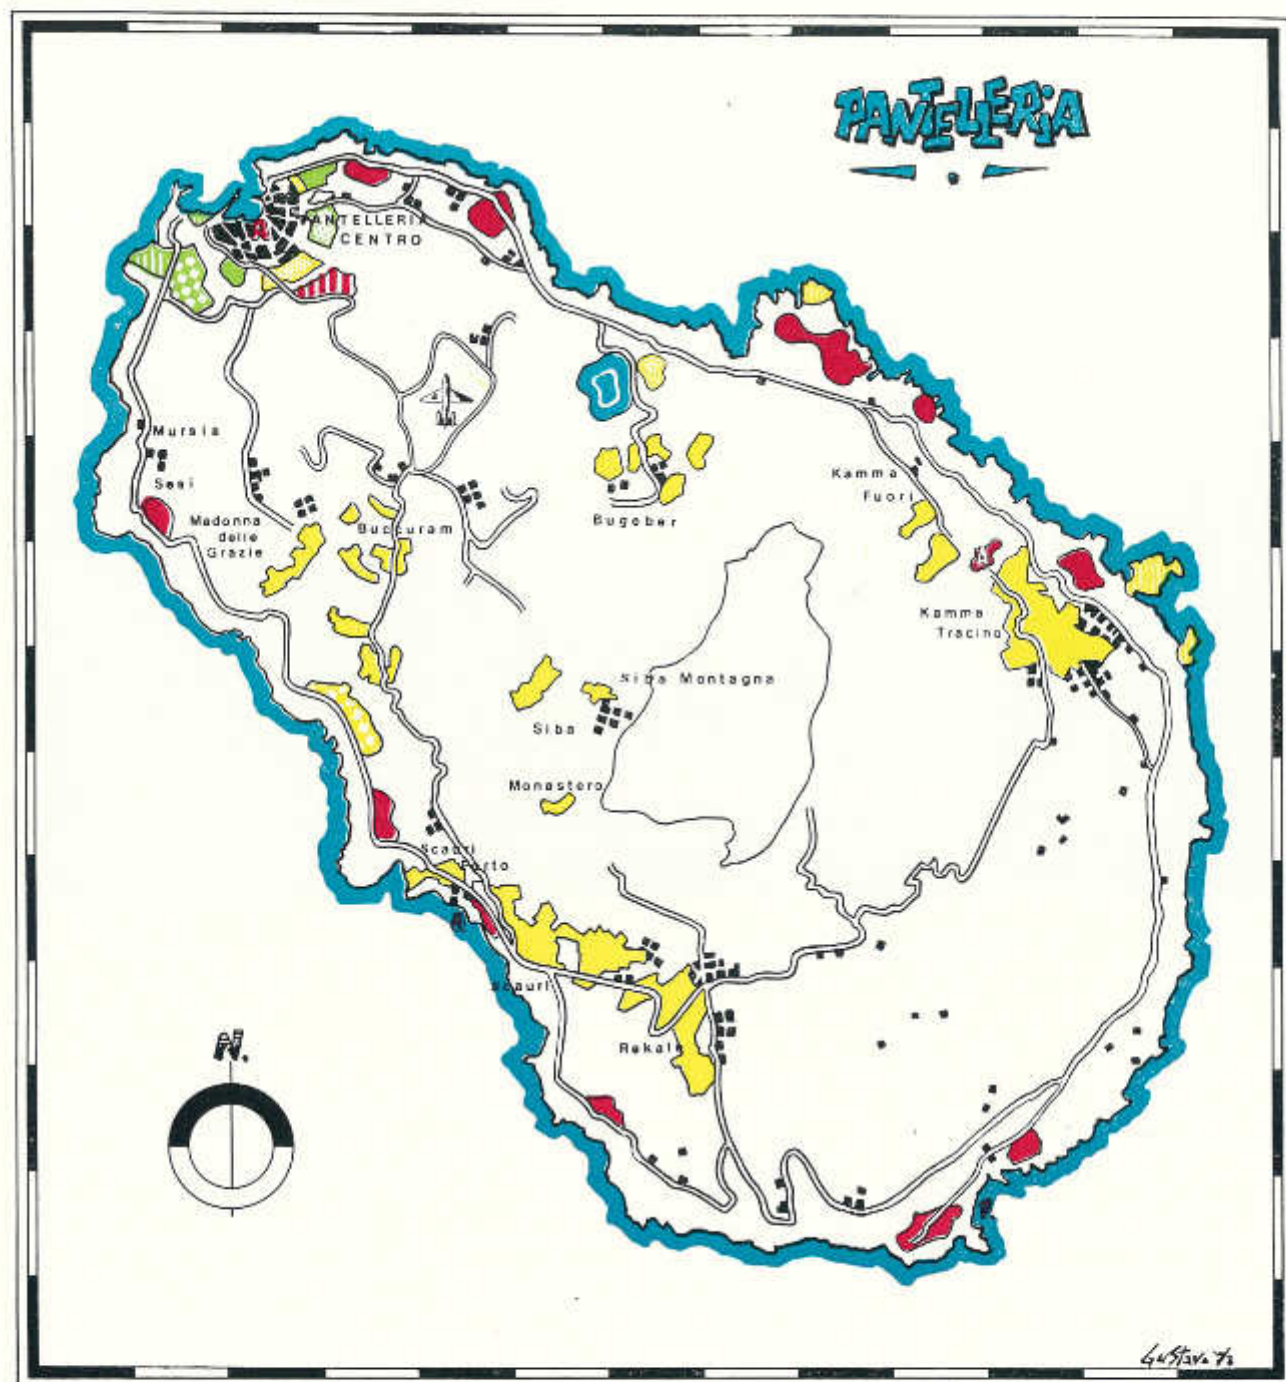 PANTELLERIA
PANTELLERIA
CENTRO
Mursia
Sesi
Madonna
delle
Grazie
Buccuram
Bugeber
Kamma
Fuori
Kamma
Tracino
Siba Montagna
Siba
Monastero
Scauri
Porto
Scauri
Rekale
N.